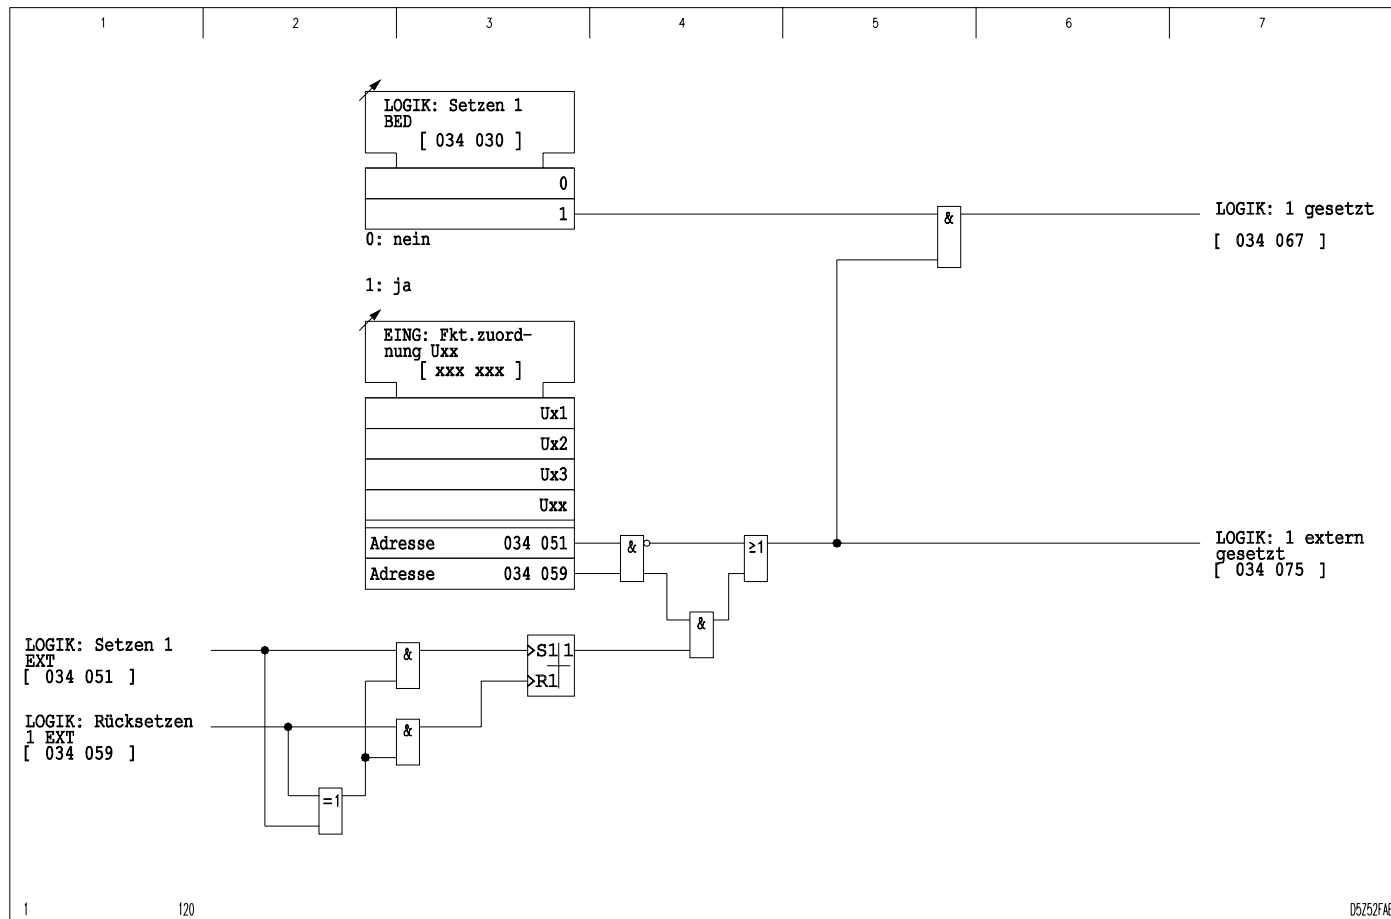 1 2 3 4 5 6 7
LOGIK: Setzen 1
BED
[ 034 030 ]
0
1
0: nein
1: ja
EING: Fkt.zuord-
nung Uxx
[ xxx xxx ]
Ux1
Ux2
Ux3
Uxx
Adresse 034 051
Adresse 034 059
&
LOGIK: 1 gesetzt
[ 034 067 ]
& ≥1
LOGIK: 1 extern
gesetzt
[ 034 075 ]
&
LOGIK: Setzen 1
EXT
[ 034 051 ]
& S1 1
R1
LOGIK: Rücksetzen
1 EXT
[ 034 059 ]
&
=1
1 120 D5Z52FAE